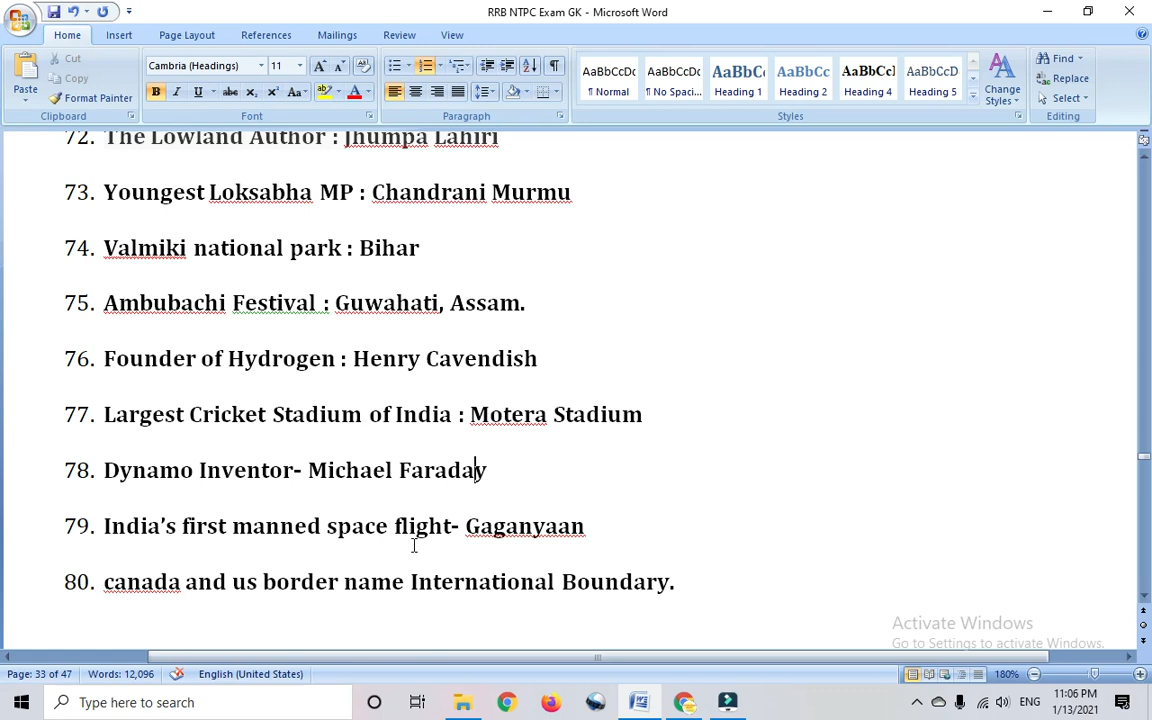 RRB NTPC Exam GK - Microsoft Word
Home Insert Page Layout References Mailings Review View
Paste Cut Copy Format Painter Clipboard
Cambria (Headings) 11 Font
Paragraph
AaBbCcDc AaBbCcDc AaBbC AaBbCc AaBbCcI AaBbCcD
¶ Normal ¶ No Spaci... Heading 1 Heading 2 Heading 4 Heading 5 Styles
Change Styles
Find Replace Select Editing
72. The Lowland Author : Jhumpa Lahiri
73. Youngest Loksabha MP : Chandrani Murmu
74. Valmiki national park : Bihar
75. Ambubachi Festival : Guwahati, Assam.
76. Founder of Hydrogen : Henry Cavendish
77. Largest Cricket Stadium of India : Motera Stadium
78. Dynamo Inventor- Michael Faraday
79. India’s first manned space flight- Gaganyaan
80. canada and us border name International Boundary.
Activate Windows
Go to Settings to activate Windows.
Page: 33 of 47 Words: 12,096 English (United States) 180%
Type here to search ENG 11:06 PM
1/13/2021